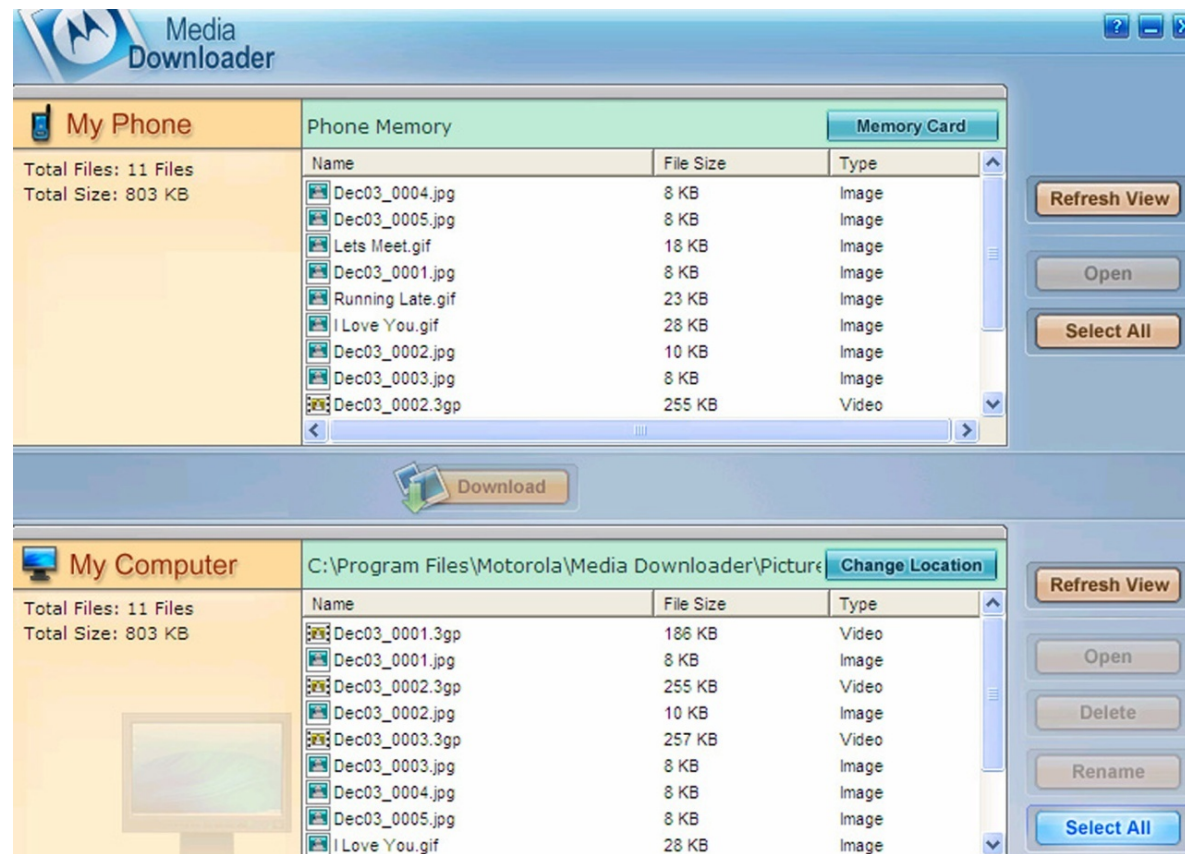 Media
Downloader
My Phone
Total Files: 11 Files
Total Size: 803 KB
Phone Memory
Memory Card
Name File Size Type
Dec03_0004.jpg 8 KB Image
Dec03_0005.jpg 8 KB Image
Lets Meet.gif 18 KB Image
Dec03_0001.jpg 8 KB Image
Running Late.gif 23 KB Image
I Love You.gif 28 KB Image
Dec03_0002.jpg 10 KB Image
Dec03_0003.jpg 8 KB Image
Dec03_0002.3gp 255 KB Video
Refresh View
Open
Select All
Download
My Computer
Total Files: 11 Files
Total Size: 803 KB
C:\Program Files\Motorola\Media Downloader\Picture
Change Location
Name File Size Type
Dec03_0001.3gp 186 KB Video
Dec03_0001.jpg 8 KB Image
Dec03_0002.3gp 255 KB Video
Dec03_0002.jpg 10 KB Image
Dec03_0003.3gp 257 KB Video
Dec03_0003.jpg 8 KB Image
Dec03_0004.jpg 8 KB Image
Dec03_0005.jpg 8 KB Image
I Love You.gif 28 KB Image
Refresh View
Open
Delete
Rename
Select All